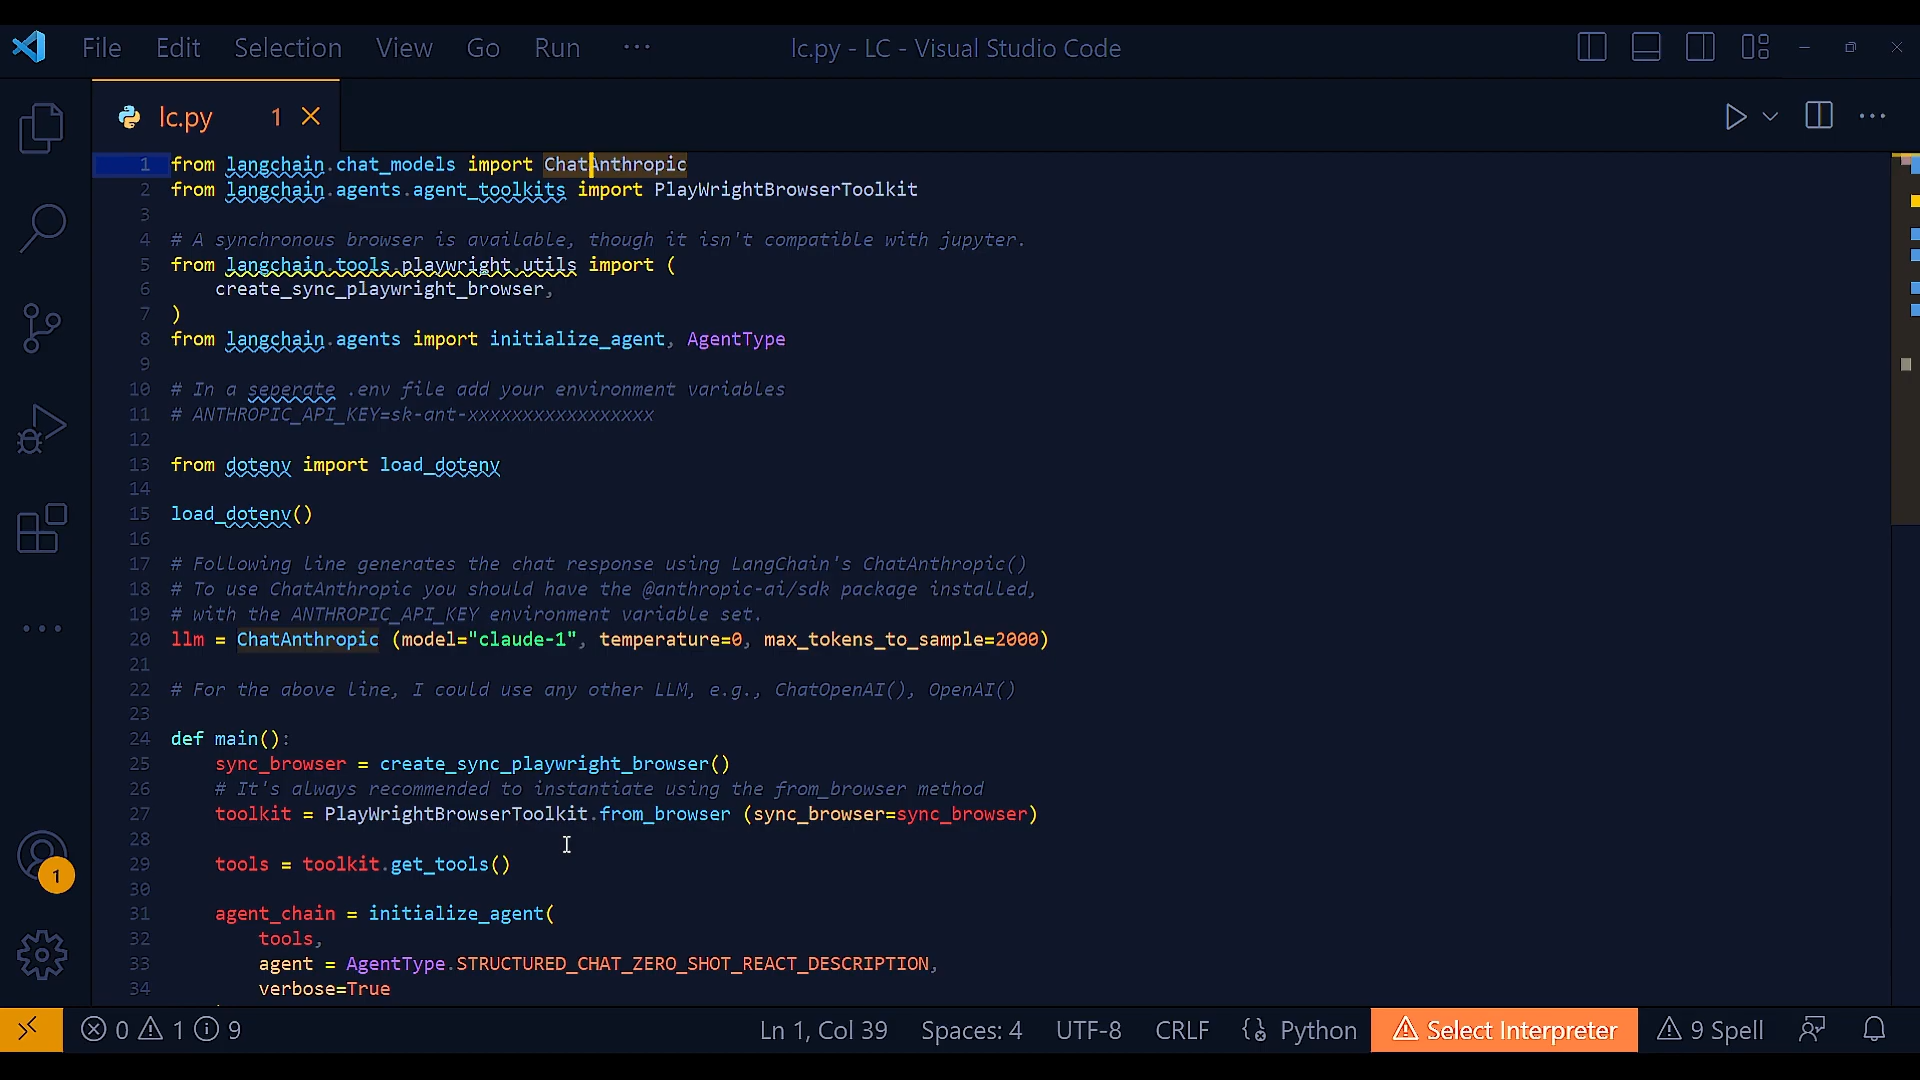 File Edit Selection View Go Run ··· lc.py - LC - Visual Studio Code
lc.py 1
1 from langchain.chat_models import ChatAnthropic
2 from langchain.agents.agent_toolkits import PlayWrightBrowserToolkit
3
4 # A synchronous browser is available, though it isn't compatible with jupyter.
5 from langchain.tools.playwright.utils import (
6     create_sync_playwright_browser,
7 )
8 from langchain.agents import initialize_agent, AgentType
9
10 # In a seperate .env file add your environment variables
11 # ANTHROPIC_API_KEY=sk-ant-xxxxxxxxxxxxxxxxx
12
13 from dotenv import load_dotenv
14
15 load_dotenv()
16
17 # Following line generates the chat response using LangChain's ChatAnthropic()
18 # To use ChatAnthropic you should have the @anthropic-ai/sdk package installed,
19 # with the ANTHROPIC_API_KEY environment variable set.
20 llm = ChatAnthropic (model="claude-1", temperature=0, max_tokens_to_sample=2000)
21
22 # For the above line, I could use any other LLM, e.g., ChatOpenAI(), OpenAI()
23
24 def main():
25     sync_browser = create_sync_playwright_browser()
26     # It's always recommended to instantiate using the from_browser method
27     toolkit = PlayWrightBrowserToolkit.from_browser (sync_browser=sync_browser)
28
29     tools = toolkit.get_tools()
30
31     agent_chain = initialize_agent(
32         tools,
33         agent = AgentType.STRUCTURED_CHAT_ZERO_SHOT_REACT_DESCRIPTION,
34         verbose=True
1
0 1 9 Ln 1, Col 39 Spaces: 4 UTF-8 CRLF Python Select Interpreter 9 Spell